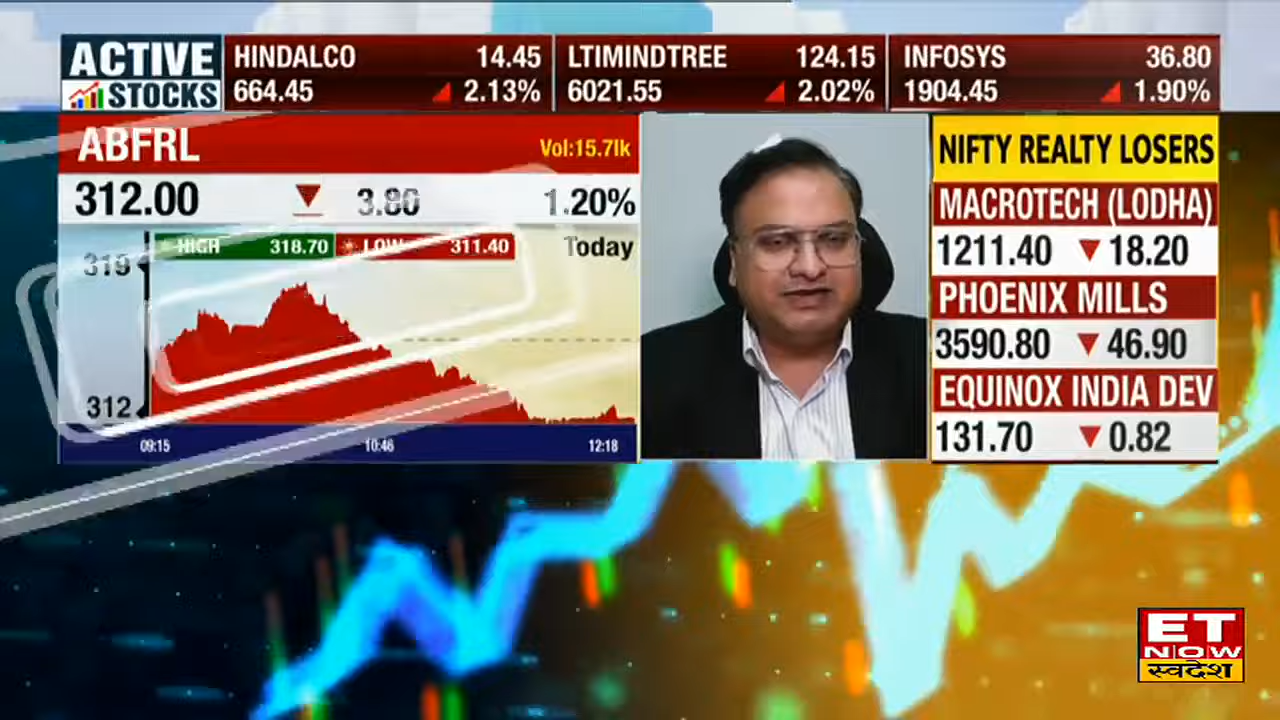 ACTIVE STOCKS
HINDALCO 14.45
664.45 2.13%
LTIMINDTREE 124.15
6021.55 2.02%
INFOSYS 36.80
1904.45 1.90%
ABFRL Vol:15.71k
312.00 3.80 1.20%
HIGH 318.70 LOW 311.40 Today
319
312
09:15 10:46 12:18
NIFTY REALTY LOSERS
MACROTECH (LODHA)
1211.40 18.20
PHOENIX MILLS
3590.80 46.90
EQUINOX INDIA DEV
131.70 0.82
ET
NOW
स्वदेश